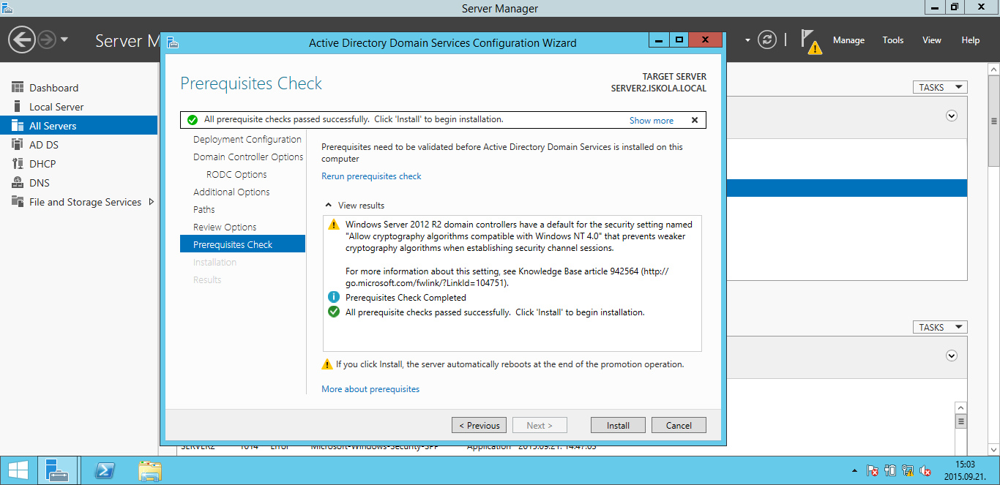 Server Manager
Server M
Manage Tools View Help
Active Directory Domain Services Configuration Wizard
Dashboard
Local Server
All Servers
AD DS
DHCP
DNS
File and Storage Services
Prerequisites Check
TARGET SERVER
SERVER2.ISKOLA.LOCAL
All prerequisite checks passed successfully. Click 'Install' to begin installation.
Show more
Deployment Configuration
Domain Controller Options
RODC Options
Additional Options
Paths
Review Options
Prerequisites Check
Installation
Results
Prerequisites need to be validated before Active Directory Domain Services is installed on this
computer
Rerun prerequisites check
View results
Windows Server 2012 R2 domain controllers have a default for the security setting named
"Allow cryptography algorithms compatible with Windows NT 4.0" that prevents weaker
cryptography algorithms when establishing security channel sessions.
For more information about this setting, see Knowledge Base article 942564 (http://
go.microsoft.com/fwlink/?LinkId=104751).
Prerequisites Check Completed
All prerequisite checks passed successfully. Click 'Install' to begin installation.
If you click Install, the server automatically reboots at the end of the promotion operation.
More about prerequisites
< Previous
Next >
Install
Cancel
TASKS
TASKS
SERVER2 1014 Error Microsoft-Windows-Security-SPP Application 2015.09.21. 14:47:05
15:03
2015.09.21.